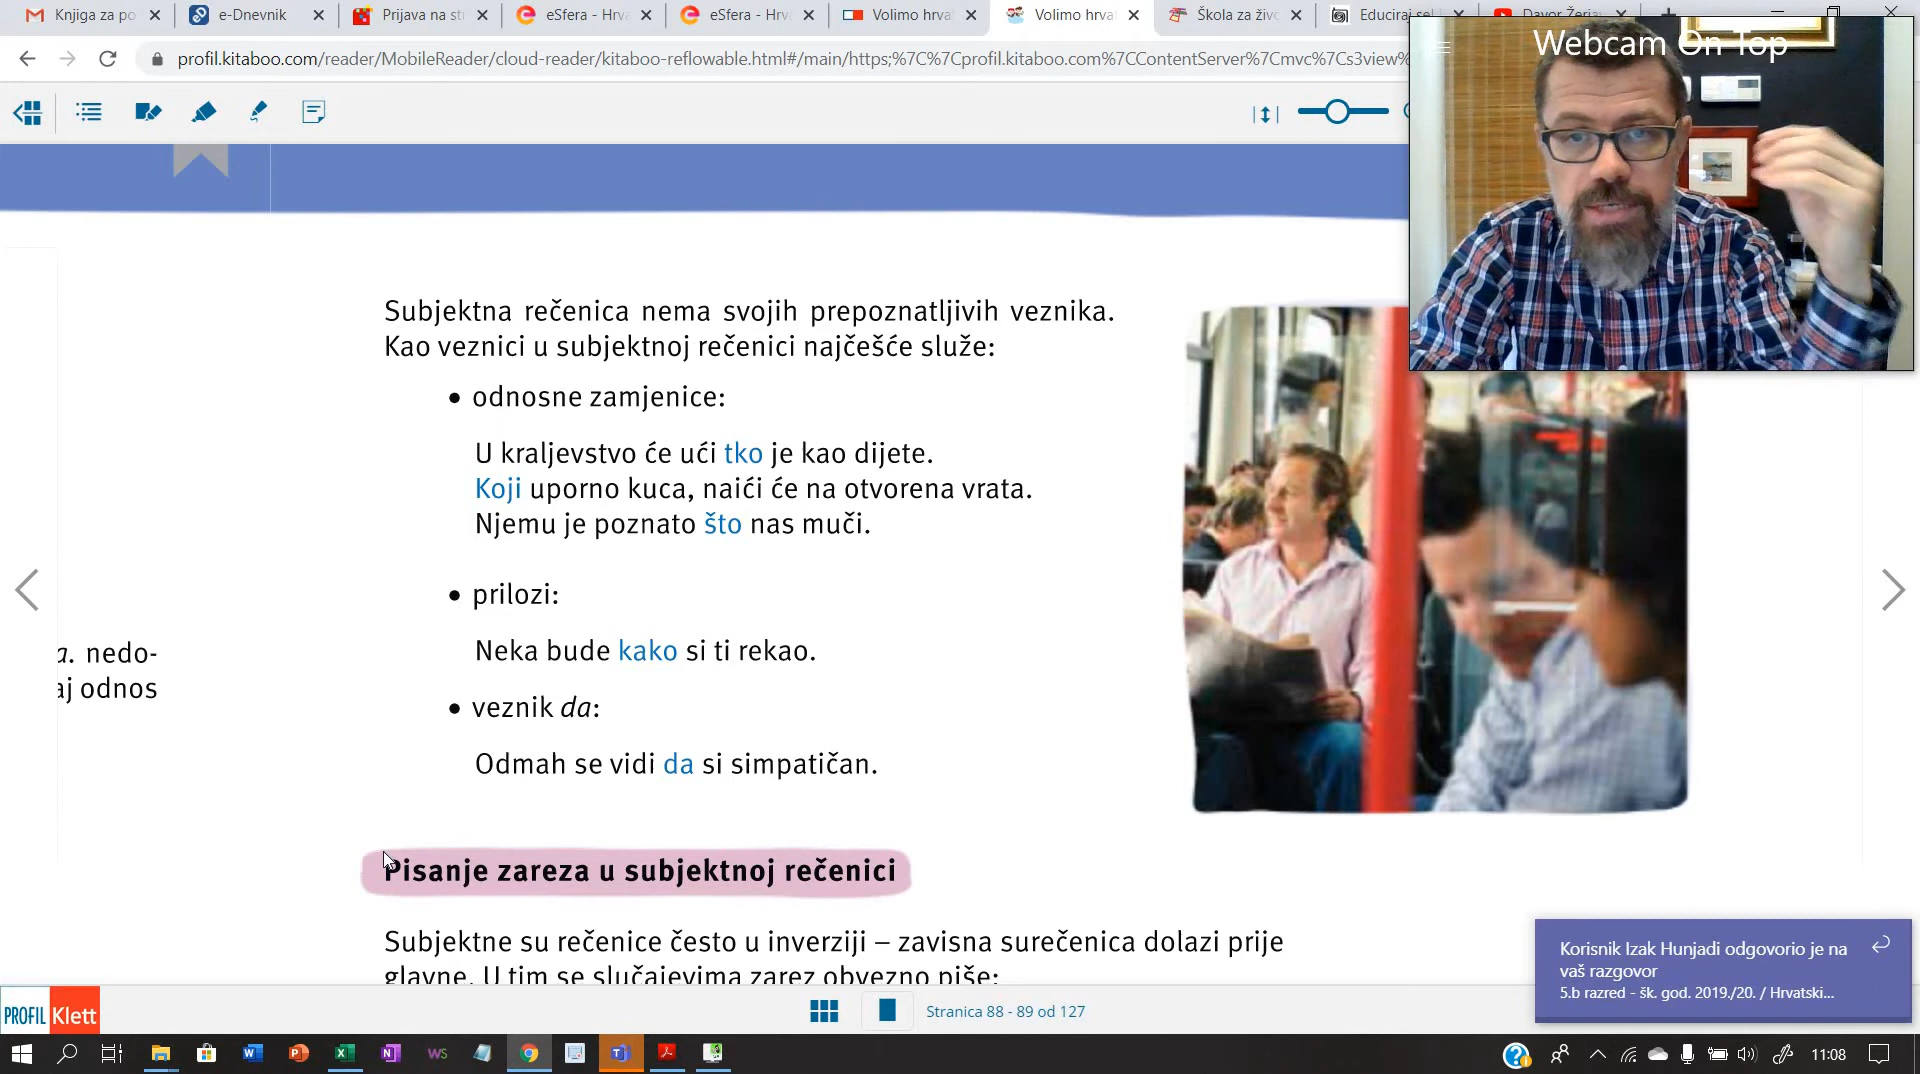 Knjiga za po
e-Dnevnik
Prijava na st
eSfera - Hrv
eSfera - Hrv
Volimo hrva
Volimo hrva
Škola za živo
Educiraj se!
Davor Žerja
profil.kitaboo.com/reader/MobileReader/cloud-reader/kitaboo-reflowable.html#/main/https;%7C%7Cprofil.kitaboo.com%7CContentServer%7Cmvc%7Cs3view%
Webcam On Top
Subjektna rečenica nema svojih prepoznatljivih veznika.
Kao veznici u subjektnoj rečenici najčešće služe:
• odnosne zamjenice:
U kraljevstvo će ući tko je kao dijete.
Koji uporno kuca, naići će na otvorena vrata.
Njemu je poznato što nas muči.
• prilozi:
Neka bude kako si ti rekao.
a. nedo-
aj odnos
• veznik da:
Odmah se vidi da si simpatičan.
Pisanje zareza u subjektnoj rečenici
Subjektne su rečenice često u inverziji – zavisna surečenica dolazi prije
glavne. U tim se slučajevima zarez obvezno piše:
Korisnik Izak Hunjadi odgovorio je na
vaš razgovor
5.b razred - šk. god. 2019./20. / Hrvatski...
PROFIL Klett
Stranica 88 - 89 od 127
WS
11:08